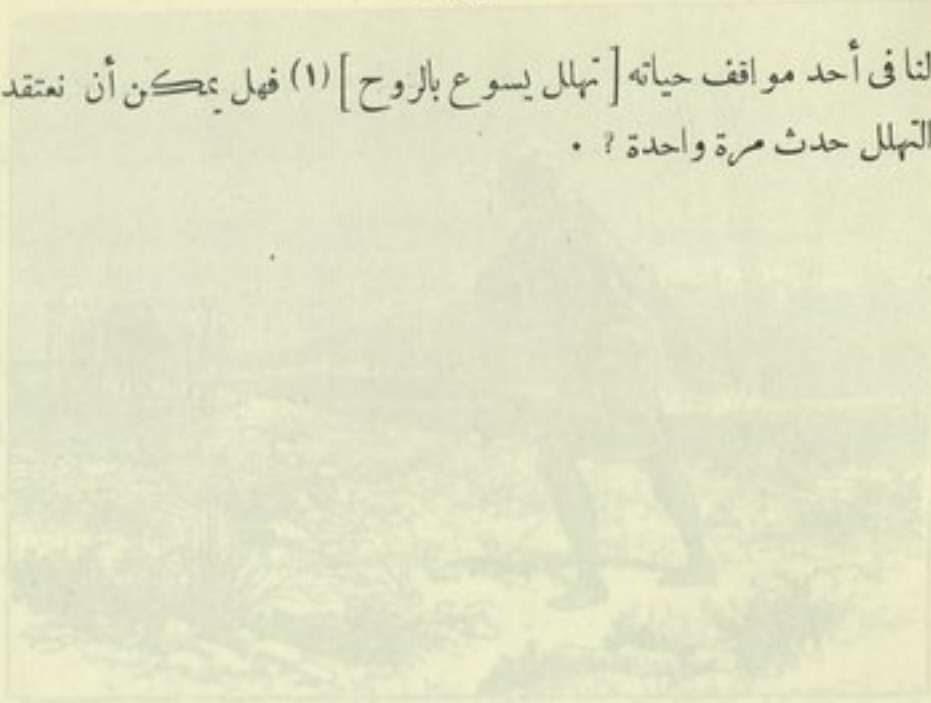 لنا فى أحد مواقف حياته [ تهلل يسوع بالروح ] (١) فهل يمكن أن نعتقد
التهلل حدث مرة واحدة ? .